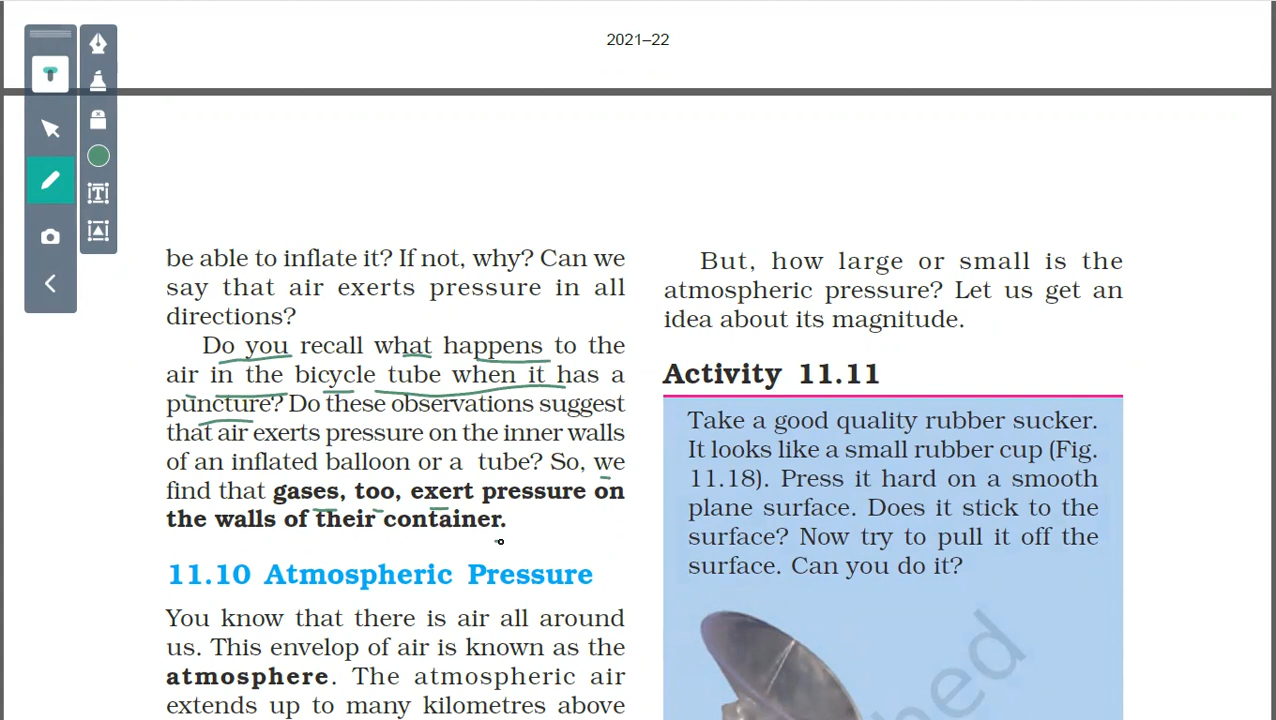 2021–22
be able to inflate it? If not, why? Can we
say that air exerts pressure in all
directions?
Do you recall what happens to the
air in the bicycle tube when it has a
puncture? Do these observations suggest
that air exerts pressure on the inner walls
of an inflated balloon or a tube? So, we
find that gases, too, exert pressure on
the walls of their container.
11.10 Atmospheric Pressure
You know that there is air all around
us. This envelop of air is known as the
atmosphere. The atmospheric air
extends up to many kilometres above
But, how large or small is the
atmospheric pressure? Let us get an
idea about its magnitude.
Activity 11.11
Take a good quality rubber sucker.
It looks like a small rubber cup (Fig.
11.18). Press it hard on a smooth
plane surface. Does it stick to the
surface? Now try to pull it off the
surface. Can you do it?